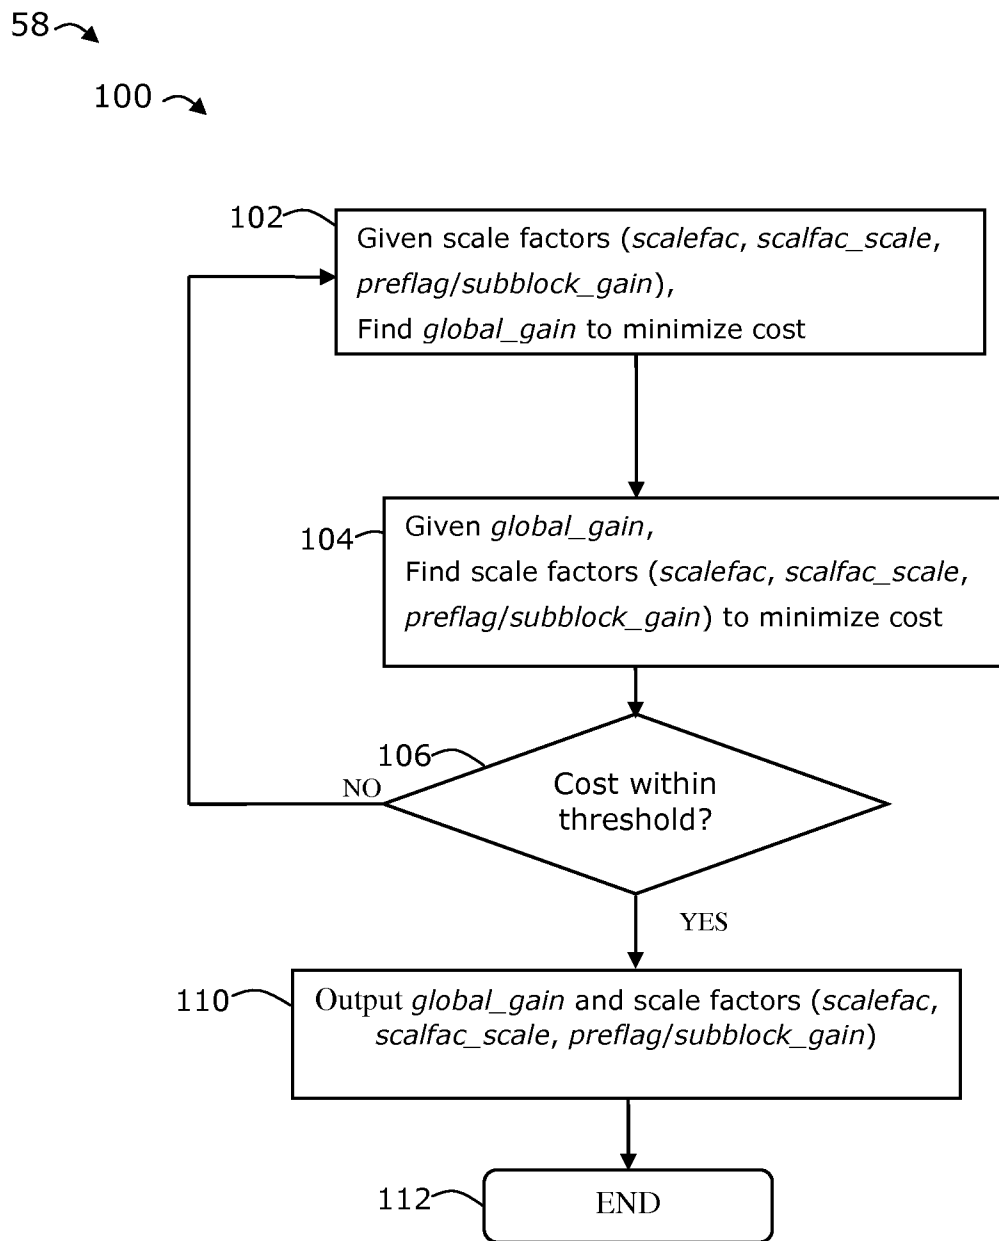 58
100
102
Given scale factors (scalefac, scalfac_scale,
preflag/subblock_gain),
Find global_gain to minimize cost
104
Given global_gain,
Find scale factors (scalefac, scalfac_scale,
preflag/subblock_gain) to minimize cost
106
NO
Cost within
threshold?
YES
110
Output global_gain and scale factors (scalefac,
scalfac_scale, preflag/subblock_gain)
112
END